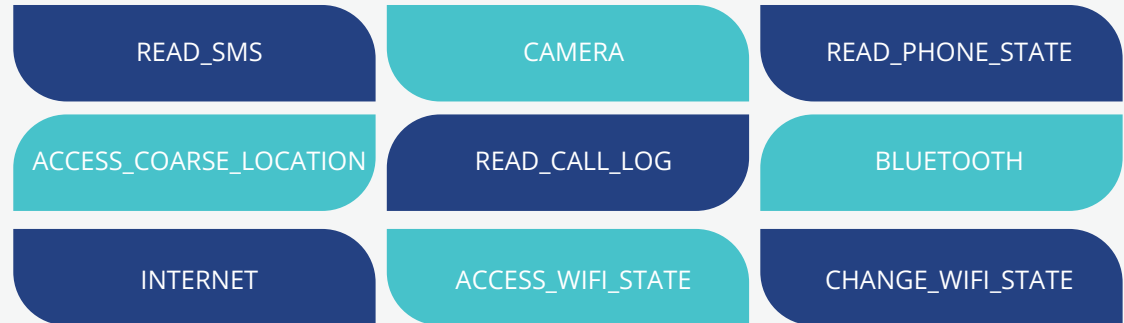 READ_SMS
CAMERA
READ_PHONE_STATE
ACCESS_COARSE_LOCATION
READ_CALL_LOG
BLUETOOTH
INTERNET
ACCESS_WIFI_STATE
CHANGE_WIFI_STATE